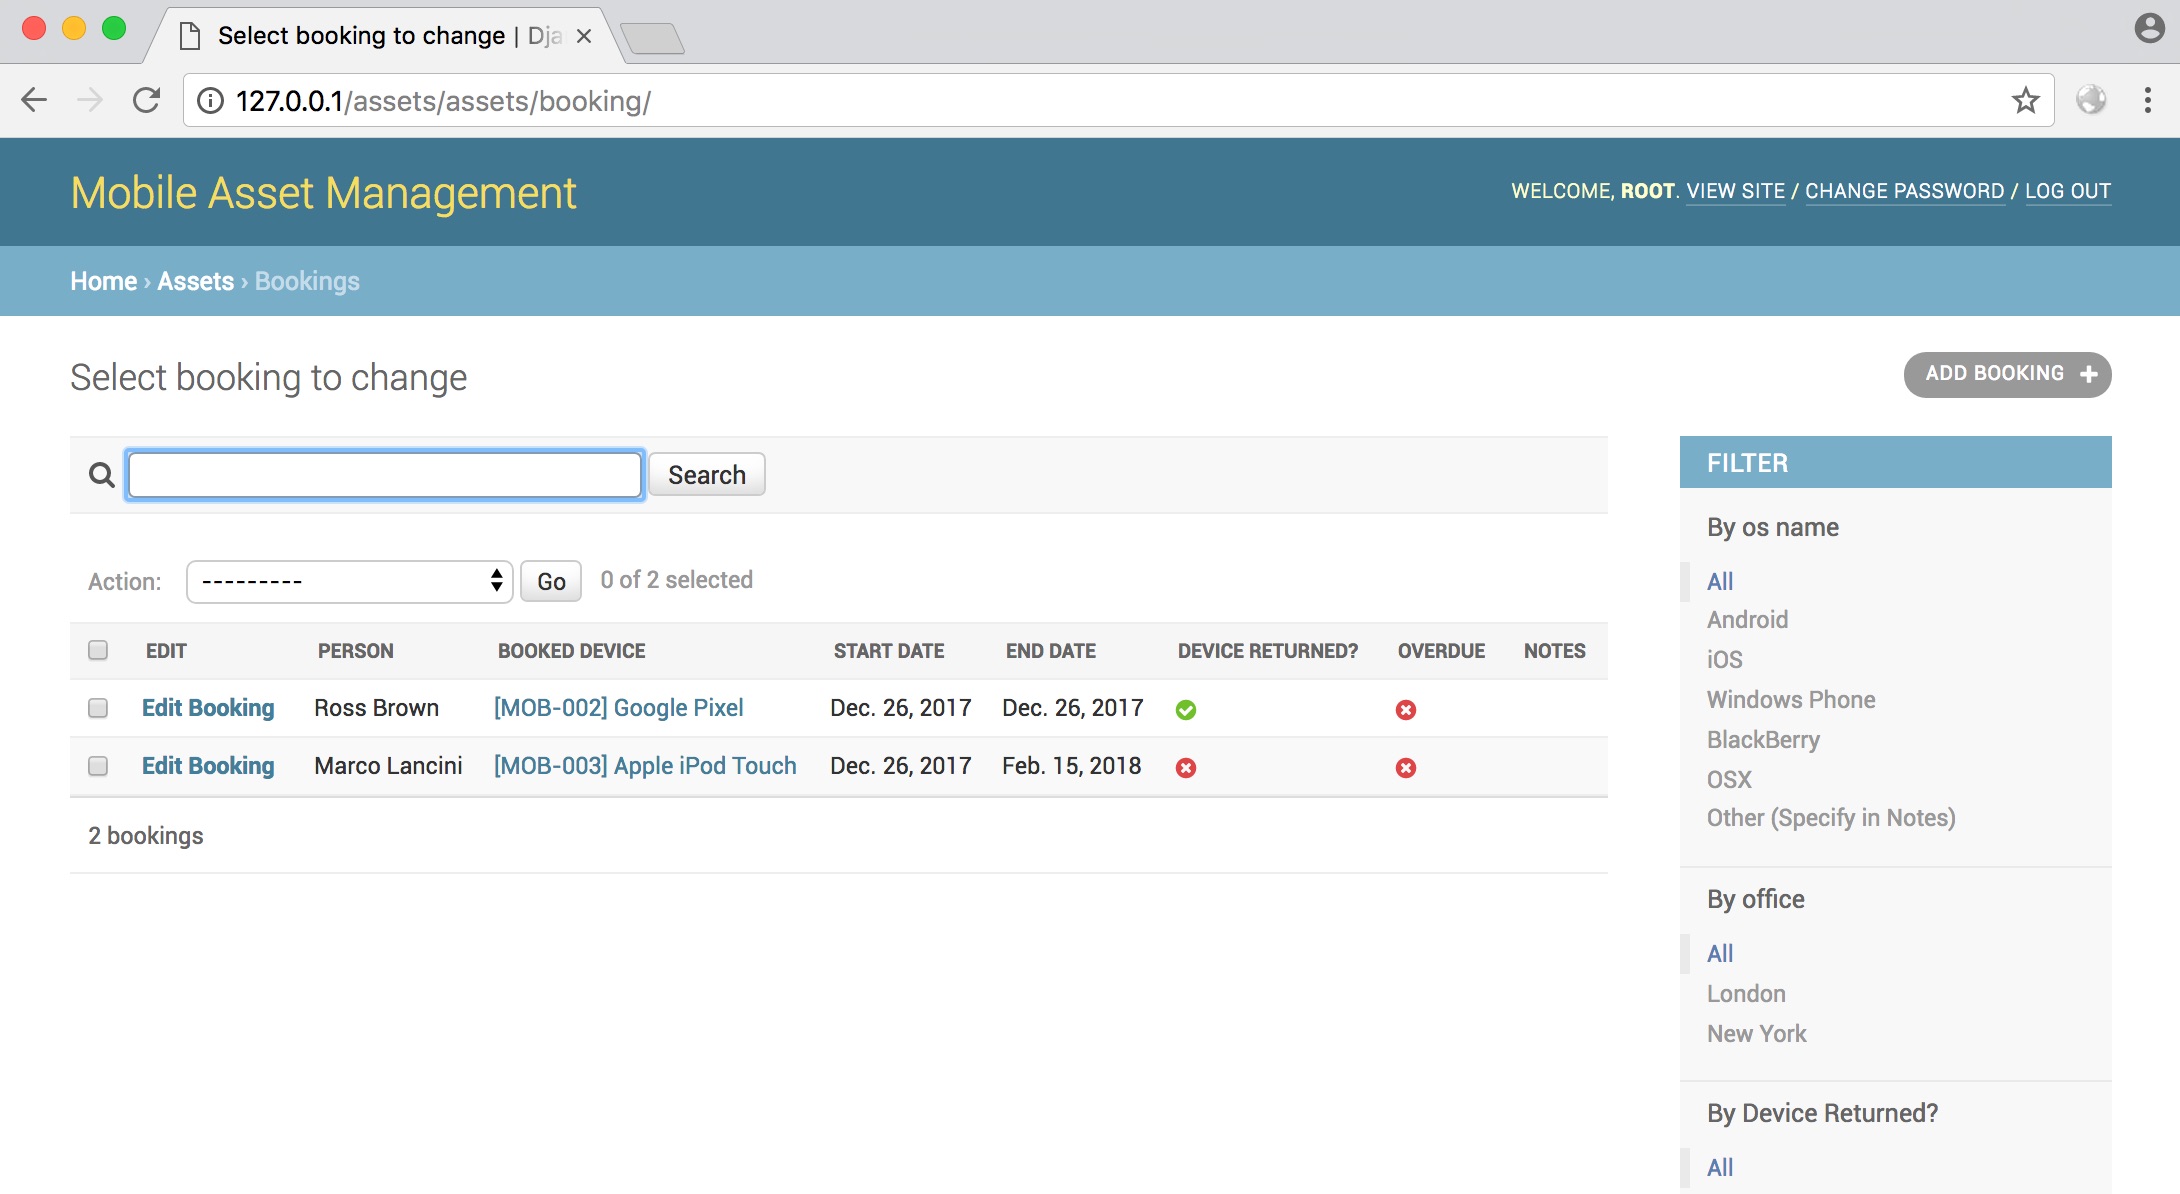 Select booking to change | Dja
127.0.0.1/assets/assets/booking/
Mobile Asset Management
WELCOME, ROOT. VIEW SITE / CHANGE PASSWORD / LOG OUT
Home › Assets › Bookings
Select booking to change
ADD BOOKING +
Search
FILTER
By os name
All
Android
iOS
Windows Phone
BlackBerry
OSX
Other (Specify in Notes)
By office
All
London
New York
By Device Returned?
All
Action: --------- Go 0 of 2 selected
EDIT PERSON BOOKED DEVICE START DATE END DATE DEVICE RETURNED? OVERDUE NOTES
Edit Booking Ross Brown [MOB-002] Google Pixel Dec. 26, 2017 Dec. 26, 2017
Edit Booking Marco Lancini [MOB-003] Apple iPod Touch Dec. 26, 2017 Feb. 15, 2018
2 bookings